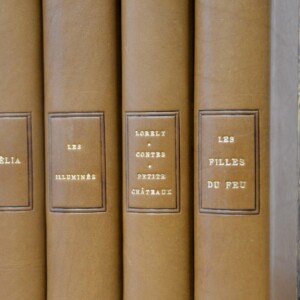 ÉLIA
LES
ILLUMINÉS
LORELY
CONTES
PETITS
CHÂTEAUX
LES
FILLES
DU FEU